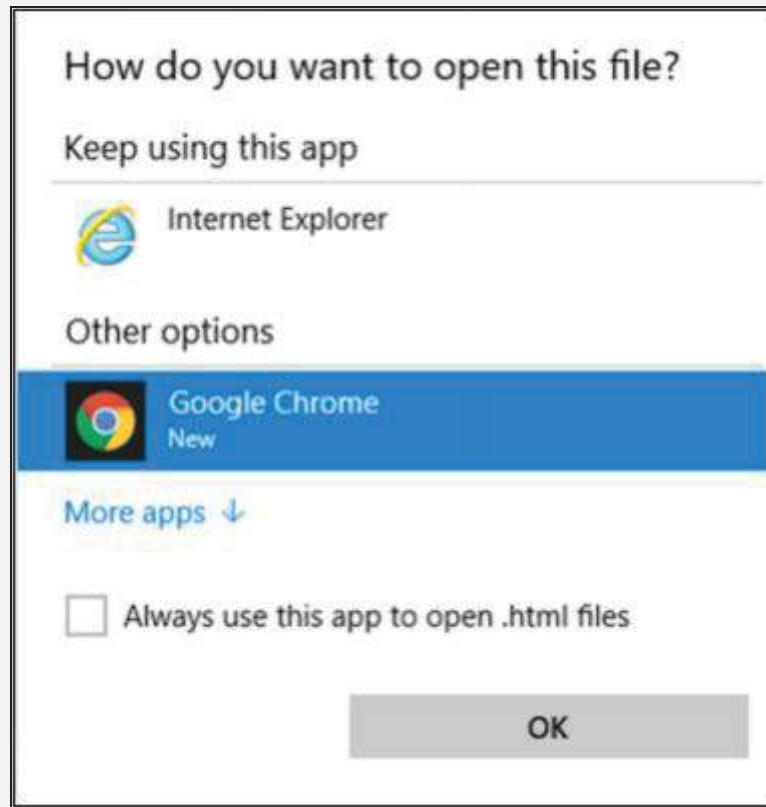 How do you want to open this file?
Keep using this app
Internet Explorer
Other options
Google Chrome
New
More apps ↓
Always use this app to open .html files
OK